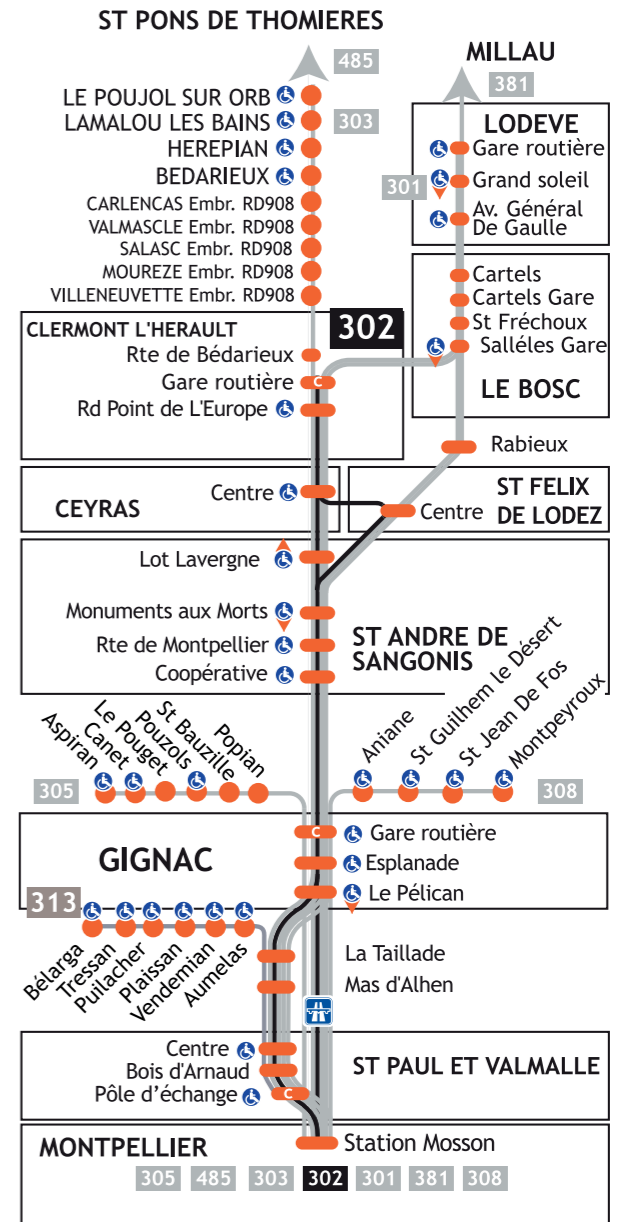 ST PONS DE THOMIERES
485
MILLAU
381
LE POUJOL SUR ORB
LAMALOU LES BAINS
303
HEREPIAN
BEDARIEUX
CARLENCAS Embr. RD908
VALMASCLE Embr. RD908
SALASC Embr. RD908
MOUREZE Embr. RD908
VILLENEUVETTE Embr. RD908
LODEVE
Gare routière
301
Grand soleil
Av. Général
De Gaulle
Cartels
Cartels Gare
St Fréchoux
Salléles Gare
LE BOSC
302
CLERMONT L'HERAULT
Rte de Bédarieux
Gare routière
C
Rd Point de L'Europe
Rabieux
Centre
CEYRAS
ST FELIX
DE LODEZ
Centre
Lot Lavergne
Monuments aux Morts
Rte de Montpellier
Coopérative
ST ANDRE DE
SANGONIS
305
Aspiran
Canet
Le Pouget
Pouzols
St Bauzille
Popian
Aniane
St Guilhem le Désert
St Jean De Fos
Montpeyroux
308
GIGNAC
C
Gare routière
Esplanade
Le Pélican
313
Bélarga
Tressan
Puilacher
Plaissan
Vendemian
Aumelas
La Taillade
Mas d'Alhen
Centre
Bois d'Arnaud
Pôle d’échange
C
ST PAUL ET VALMALLE
MONTPELLIER
Station Mosson
305 485 303 302 301 381 308